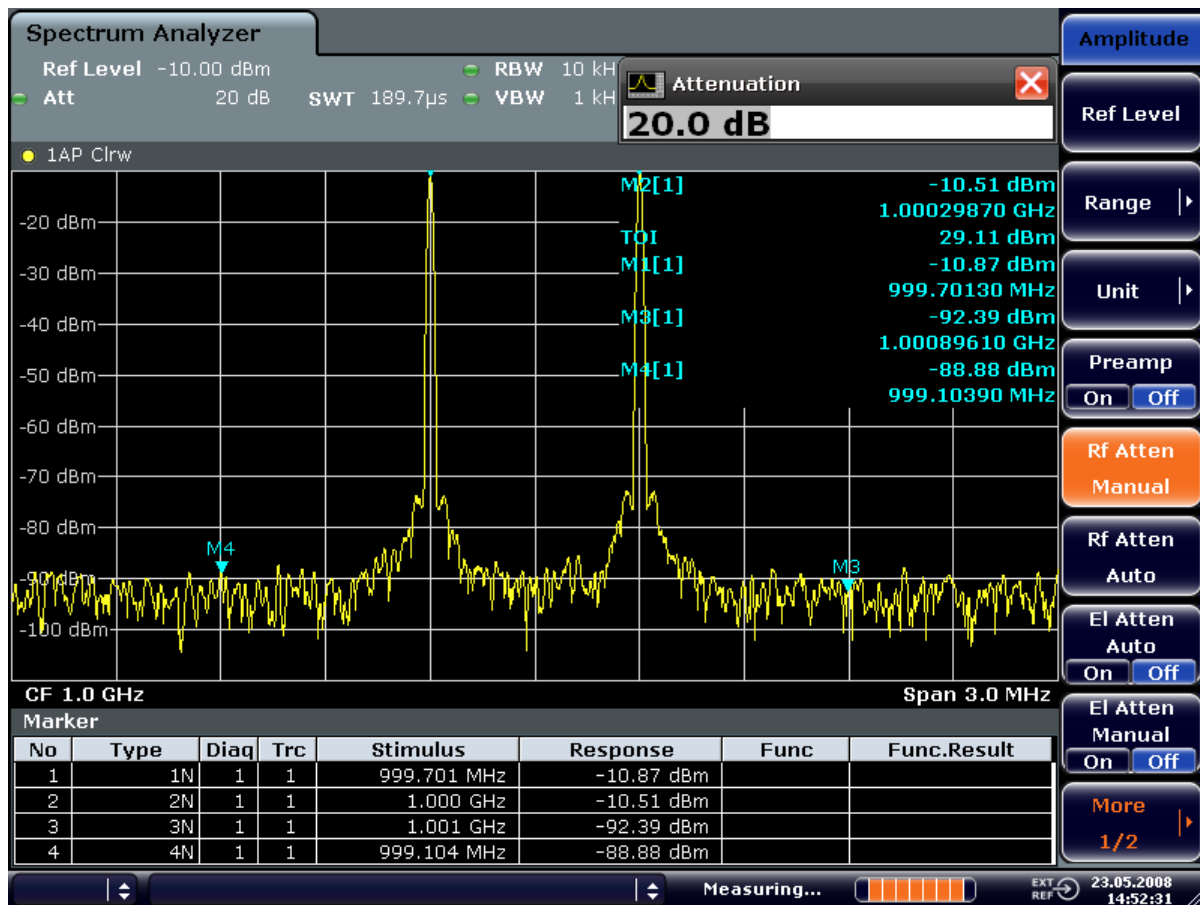 Spectrum Analyzer
Ref Level -10.00 dBm RBW 10 kH
Att 20 dB SWT 189.7µs VBW 1 kH
Attenuation
20.0 dB
1AP Clrw
M2[1] -10.51 dBm
1.00029870 GHz
TOI 29.11 dBm
M1[1] -10.87 dBm
999.70130 MHz
M3[1] -92.39 dBm
1.00089610 GHz
M4[1] -88.88 dBm
999.10390 MHz
-20 dBm
-30 dBm
-40 dBm
-50 dBm
-60 dBm
-70 dBm
-80 dBm
-90 dBm
-100 dBm
M4
M3
CF 1.0 GHz Span 3.0 MHz
Marker
No Type Diaq Trc Stimulus Response Func Func.Result
1 1N 1 1 999.701 MHz -10.87 dBm
2 2N 1 1 1.000 GHz -10.51 dBm
3 3N 1 1 1.001 GHz -92.39 dBm
4 4N 1 1 999.104 MHz -88.88 dBm
Measuring...
EXT
REF
23.05.2008
14:52:31
Amplitude
Ref Level
Range
Unit
Preamp
On Off
Rf Atten
Manual
Rf Atten
Auto
El Atten
Auto
On Off
El Atten
Manual
On Off
More
1/2